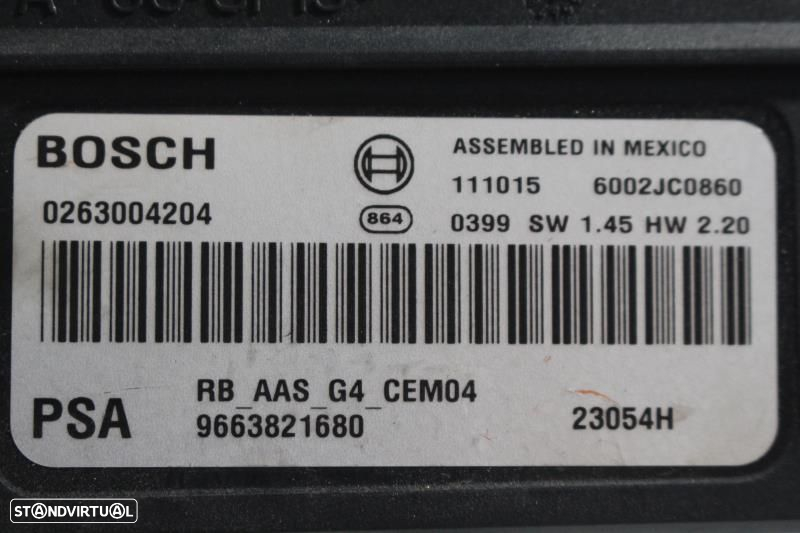 BOSCH
ASSEMBLED IN MEXICO
111015 6002JC0860
0263004204
864
0399 SW 1.45 HW 2.20
RB_AAS_G4_CEM04
PSA
9663821680
23054H
STANDVIRTUAL